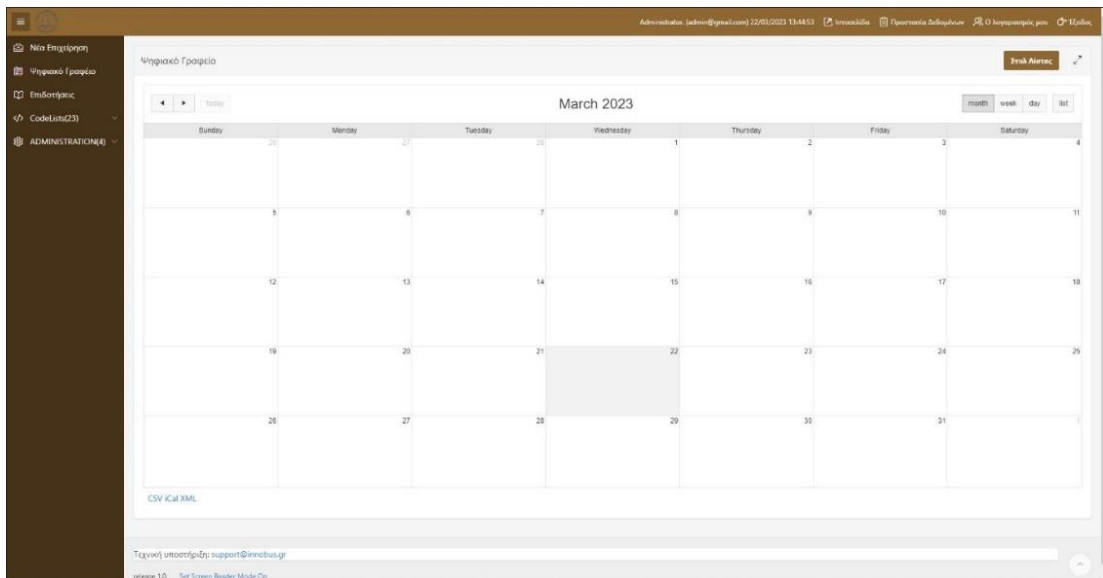 Administrator. (admin@gmail.com) 22/03/2023 13:44:53 Ιστοσελίδα Προστασία Δεδομένων Ο λογαριασμός μου Έξοδος
Νέα Επιχείρηση
Ψηφιακό Γραφείο
Επιδοτήσεις
CodeLists(23)
ADMINISTRATION(4)
Ψηφιακό Γραφείο
Στυλ Λίστας
today
March 2023
month week day list
Sunday Monday Tuesday Wednesday Thursday Friday Saturday
26 27 28 1 2 3 4
5 6 7 8 9 10 11
12 13 14 15 16 17 18
19 20 21 22 23 24 25
26 27 28 29 30 31 1
CSV iCal XML
Τεχνική υποστήριξη: support@innobus.gr
release 1.0 Set Screen Reader Mode On